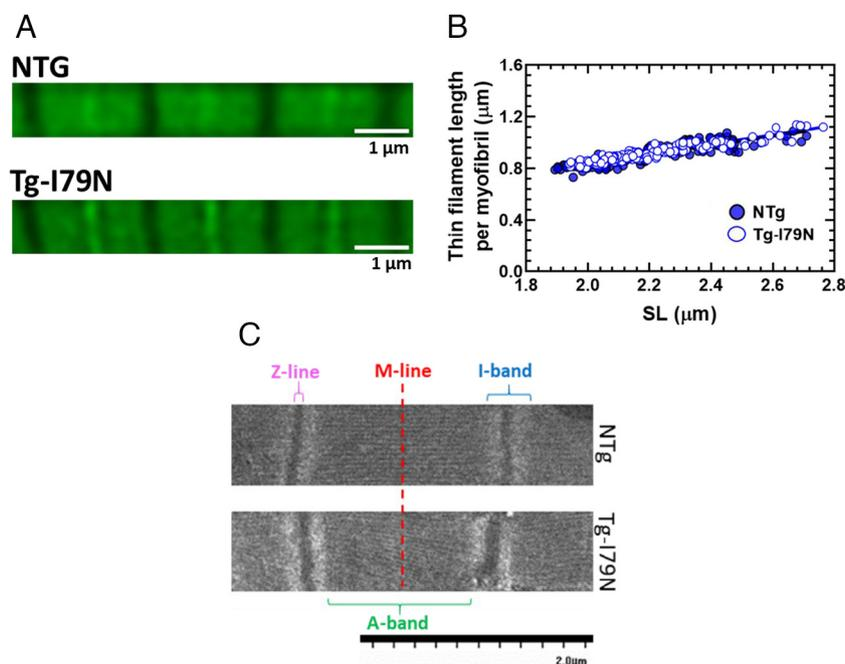 A
NTG
1 µm
Tg-I79N
1 µm
B
Thin filament length
per myofibril (µm)
1.6
1.2
0.8
0.4
0.0
NTg
Tg-I79N
1.8
2.0
2.2
2.4
2.6
2.8
SL (µm)
C
Z-line
M-line
I-band
NTg
Tg-I79N
A-band
2.0um